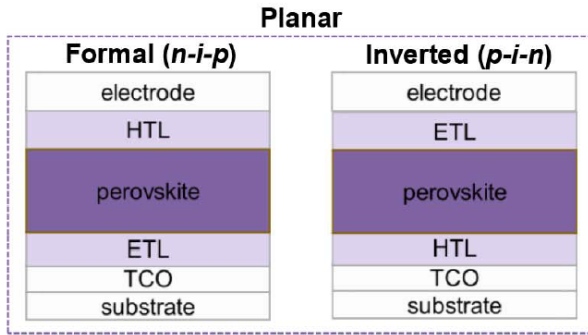 Planar
Formal (n-i-p)
electrode
HTL
perovskite
ETL
TCO
substrate
Inverted (p-i-n)
electrode
ETL
perovskite
HTL
TCO
substrate